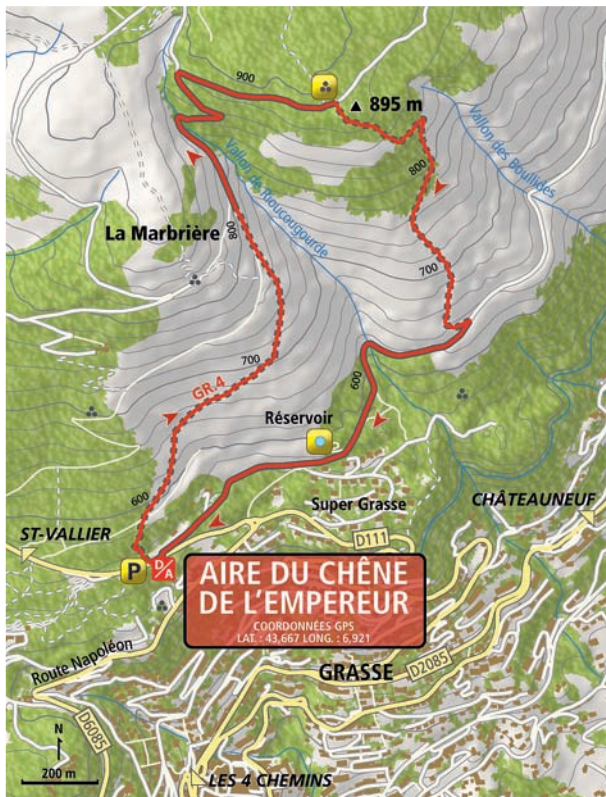 900
▲ 895 m
Vallon des Boullides
800
Vallon de Rioucougourde
La Marbrière
800
700
700
GR.4
600
Réservoir
600
Super Grasse
CHÂTEAUNEUF
ST-VALLIER
D111
P
D/A
AIRE DU CHÊNE
DE L'EMPEREUR
COORDONNÉES GPS
LAT. : 43,667 LONG. : 6,921
Route Napoléon
GRASSE
D2085
D6085
N
200 m
LES 4 CHEMINS